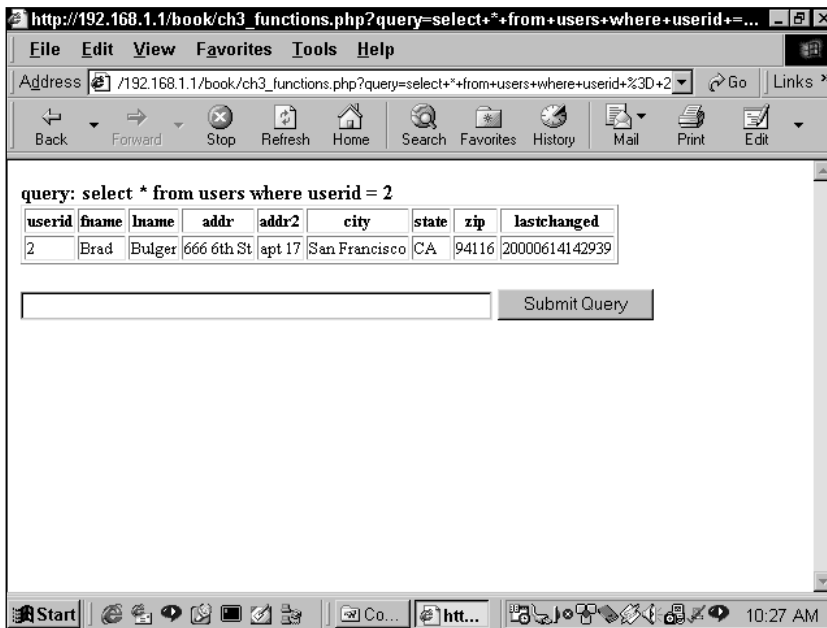 http://192.168.1.1/book/ch3_functions.php?query=select+*+from+users+where+userid+=...
File Edit View Favorites Tools Help
Address /192.168.1.1/book/ch3_functions.php?query=select+*+from+users+where+userid+%3D+2 Go Links
Back Forward Stop Refresh Home Search Favorites History Mail Print Edit
query: select * from users where userid = 2
userid fname lname addr addr2 city state zip lastchanged
2 Brad Bulger 666 6th St apt 17 San Francisco CA 94116 20000614142939
Submit Query
Start Co... htt... 10:27 AM